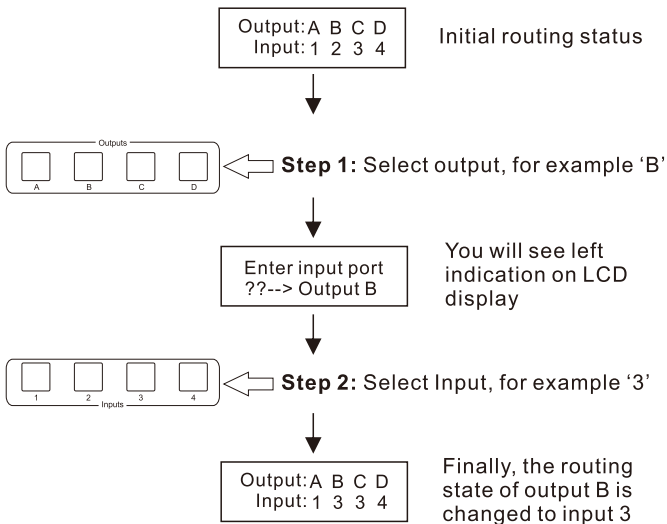 Output: A B C D
Input: 1 2 3 4
Initial routing status
Outputs
A B C D
Step 1: Select output, for example ‘B’
Enter input port
??--> Output B
You will see left
indication on LCD
display
1 2 3 4
Inputs
Step 2: Select Input, for example ‘3’
Output: A B C D
Input: 1 3 3 4
Finally, the routing
state of output B is
changed to input 3